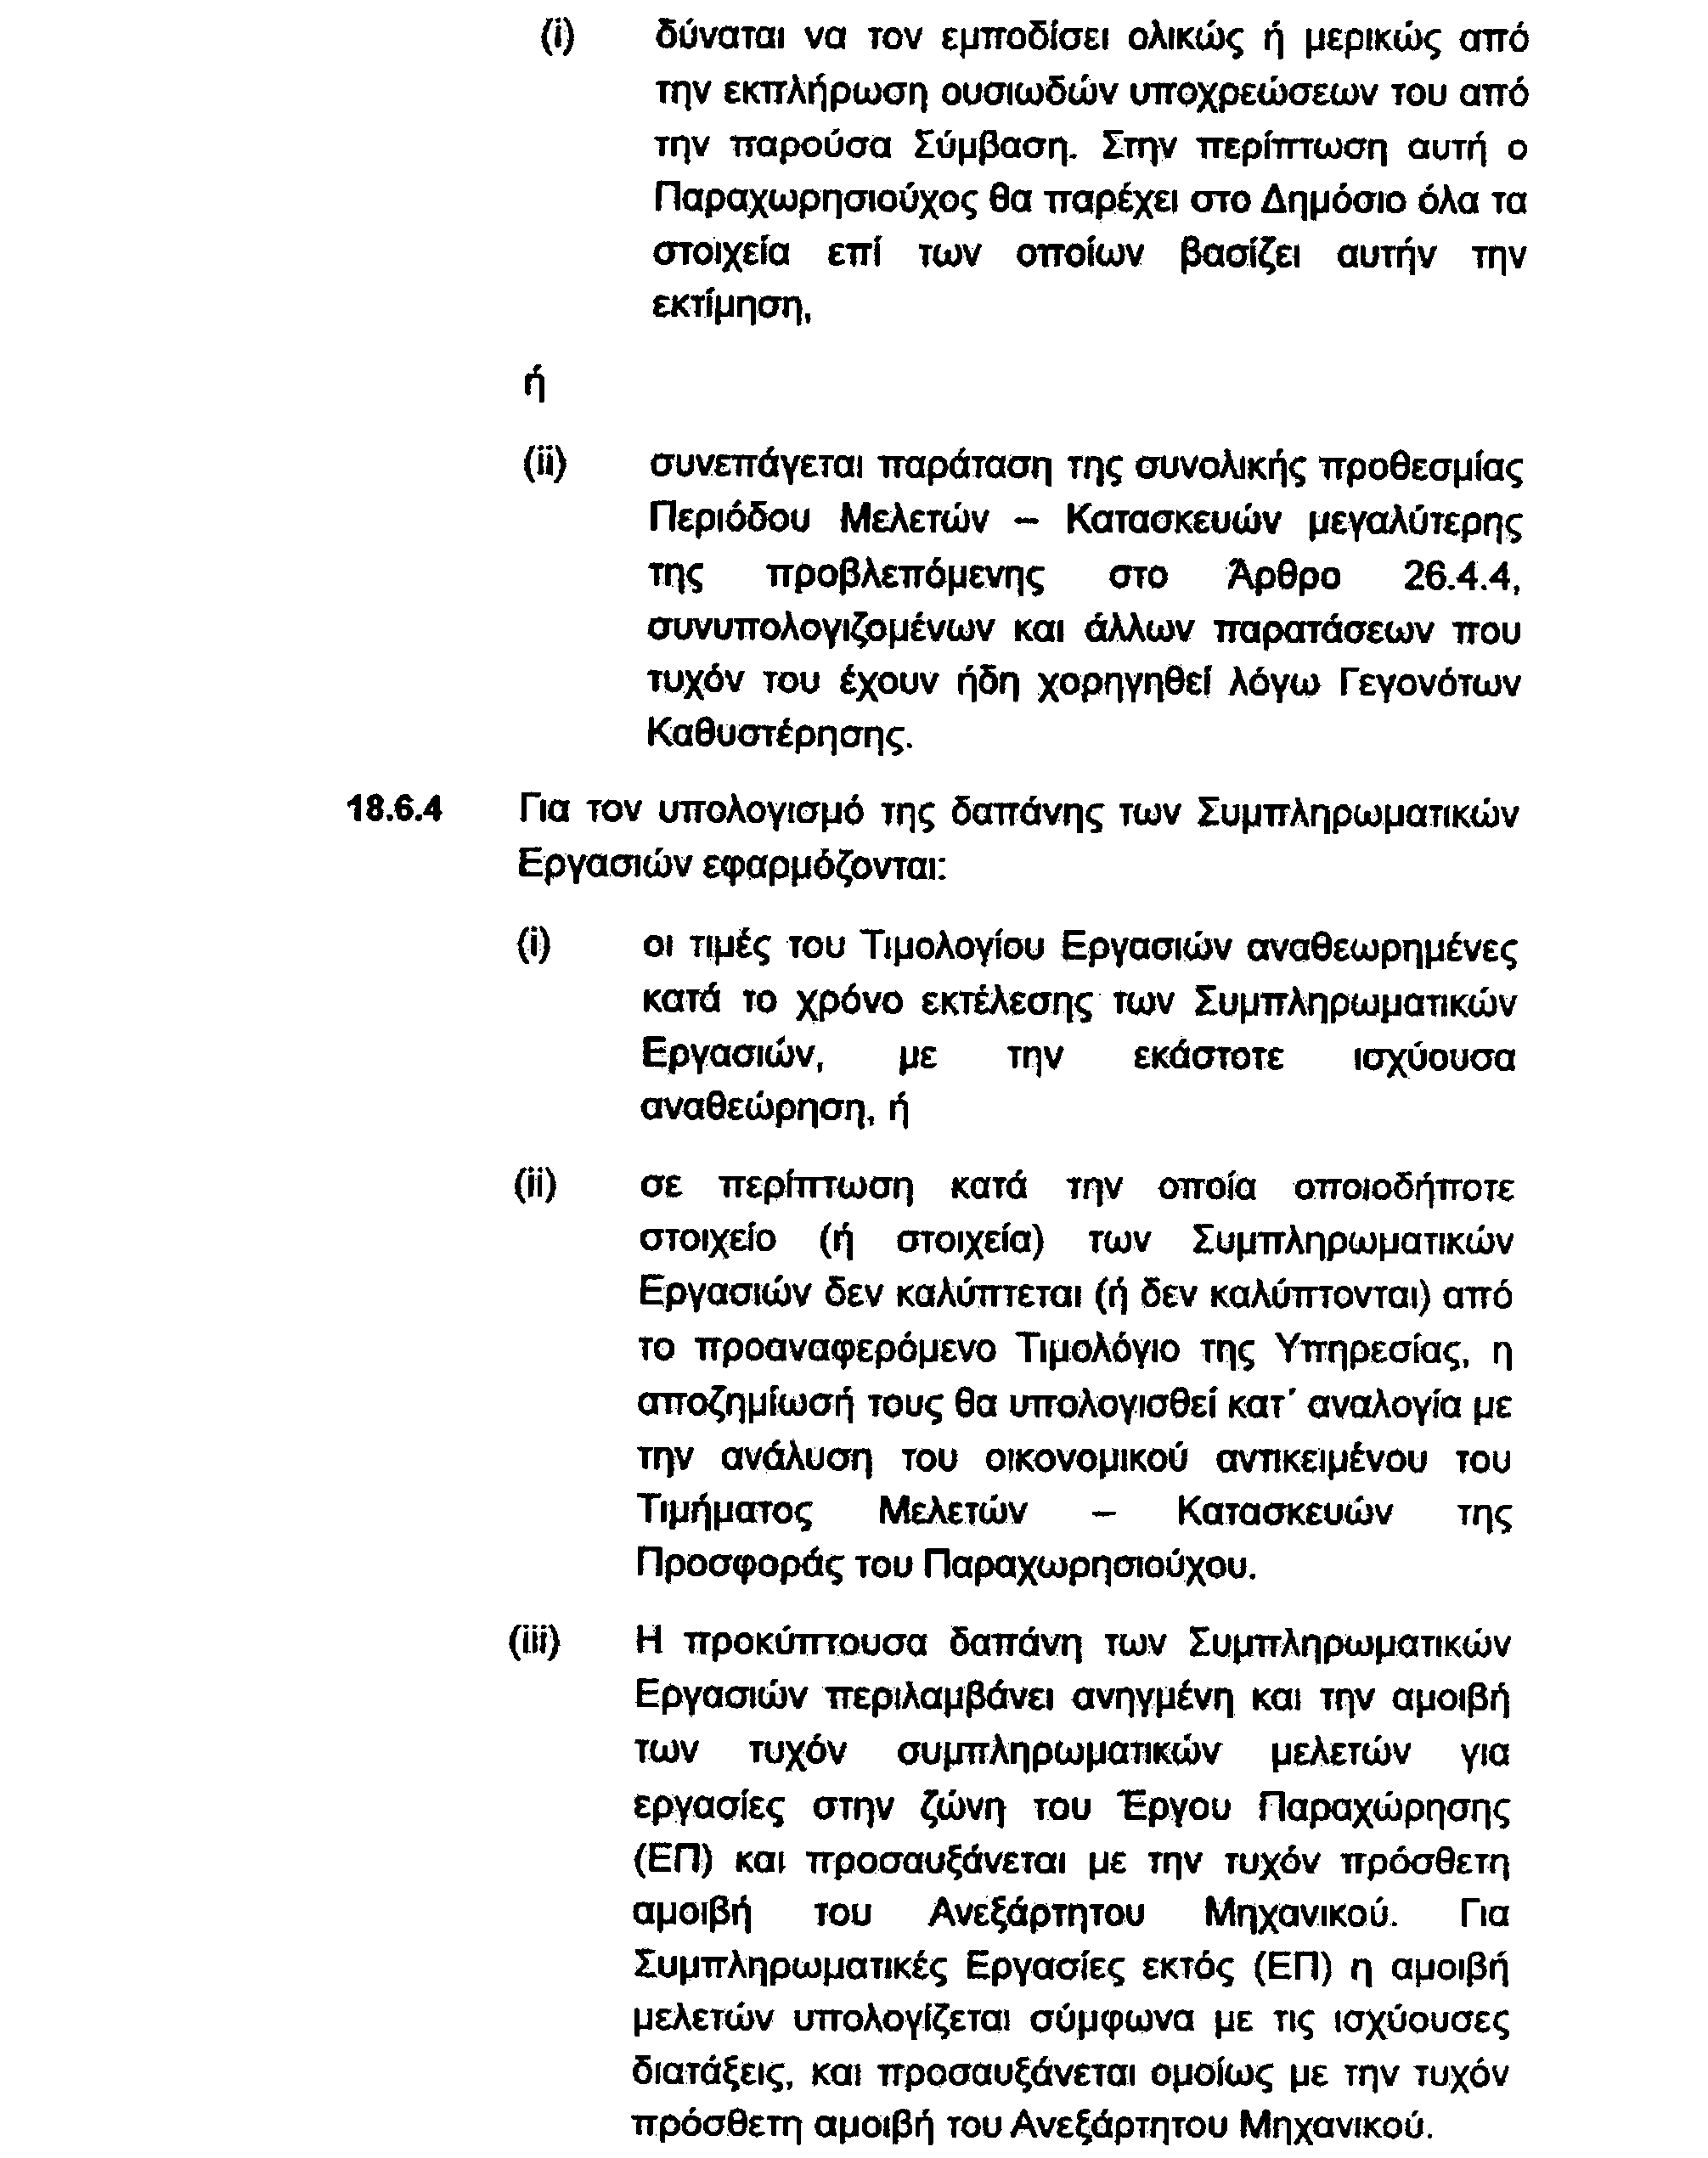 (i) δύναται να τον εμποδίσει ολικώς ή μερικώς από
την εκπλήρωση ουσιωδών υποχρεώσεων του από
την παρούσα Σύμβαση. Στην περίπτωση αυτή ο
Παραχωρησιούχος θα παρέχει στο Δημόσιο όλα τα
στοιχεία επί των οποίων βασίζει αυτήν την
εκτίμηση,
ή
(ii) συνεπάγεται παράταση της συνολικής προθεσμίας
Περιόδου Μελετών – Κατασκευών μεγαλύτερης
της προβλεπόμενης στο Άρθρο 26.4.4,
συνυπολογιζομένων και άλλων παρατάσεων που
τυχόν του έχουν ήδη χορηγηθεί λόγω Γεγονότων
Καθυστέρησης.
18.6.4 Για τον υπολογισμό της δαπάνης των Συμπληρωματικών
Εργασιών εφαρμόζονται:
(i) οι τιμές του Τιμολογίου Εργασιών αναθεωρημένες
κατά το χρόνο εκτέλεσης των Συμπληρωματικών
Εργασιών, με την εκάστοτε ισχύουσα
αναθεώρηση, ή
(ii) σε περίπτωση κατά την οποία οποιοδήποτε
στοιχείο (ή στοιχεία) των Συμπληρωματικών
Εργασιών δεν καλύπτεται (ή δεν καλύπτονται) από
το προαναφερόμενο Τιμολόγιο της Υπηρεσίας, η
αποζημίωσή τους θα υπολογισθεί κατ' αναλογία με
την ανάλυση του οικονομικού αντικειμένου του
Τιμήματος Μελετών – Κατασκευών της
Προσφοράς του Παραχωρησιούχου.
(iii) Η προκύπτουσα δαπάνη των Συμπληρωματικών
Εργασιών περιλαμβάνει ανηγμένη και την αμοιβή
των τυχόν συμπληρωματικών μελετών για
εργασίες στην ζώνη του Έργου Παραχώρησης
(ΕΠ) και προσαυξάνεται με την τυχόν πρόσθετη
αμοιβή του Ανεξάρτητου Μηχανικού. Για
Συμπληρωματικές Εργασίες εκτός (ΕΠ) η αμοιβή
μελετών υπολογίζεται σύμφωνα με τις ισχύουσες
διατάξεις, και προσαυξάνεται ομοίως με την τυχόν
πρόσθετη αμοιβή του Ανεξάρτητου Μηχανικού.